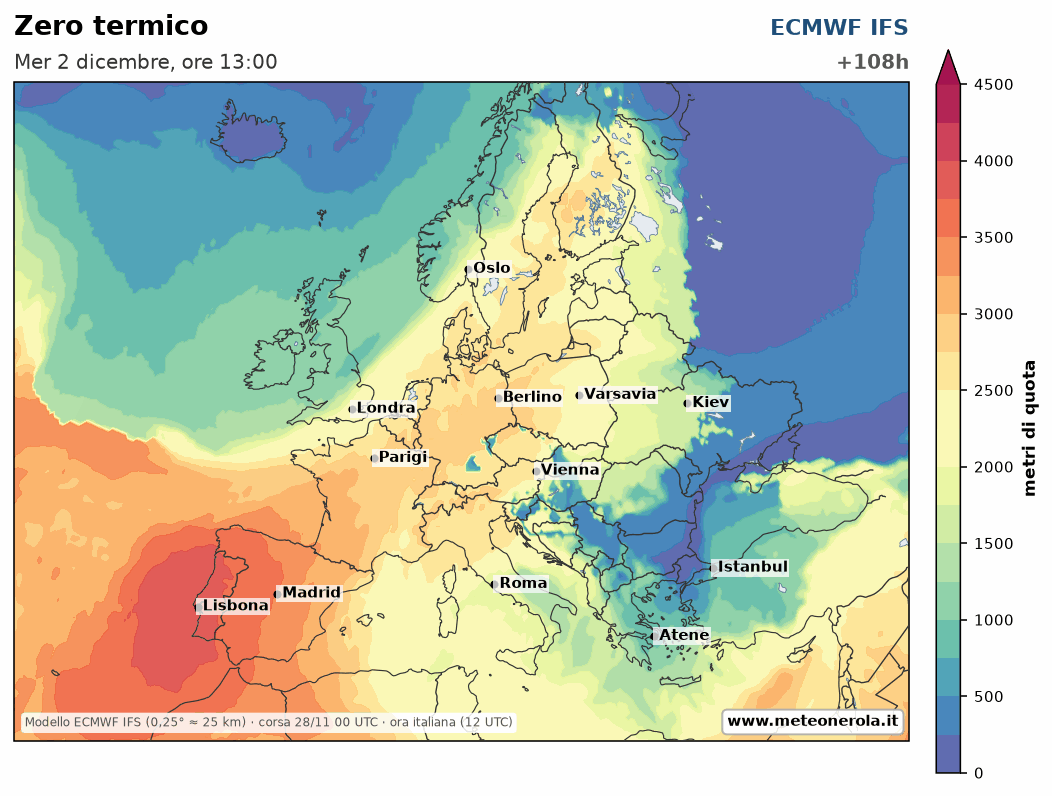 Zero termico
ECMWF IFS
Mer 2 dicembre, ore 13:00
+108h
4500
4000
3500
3000
2500
2000
1500
1000
500
0
metri di quota
Oslo
Londra
Berlino
Varsavia
Kiev
Parigi
Vienna
Istanbul
Roma
Madrid
Lisbona
Atene
Modello ECMWF IFS (0,25° ≈ 25 km) · corsa 28/11 00 UTC · ora italiana (12 UTC)
www.meteonerola.it